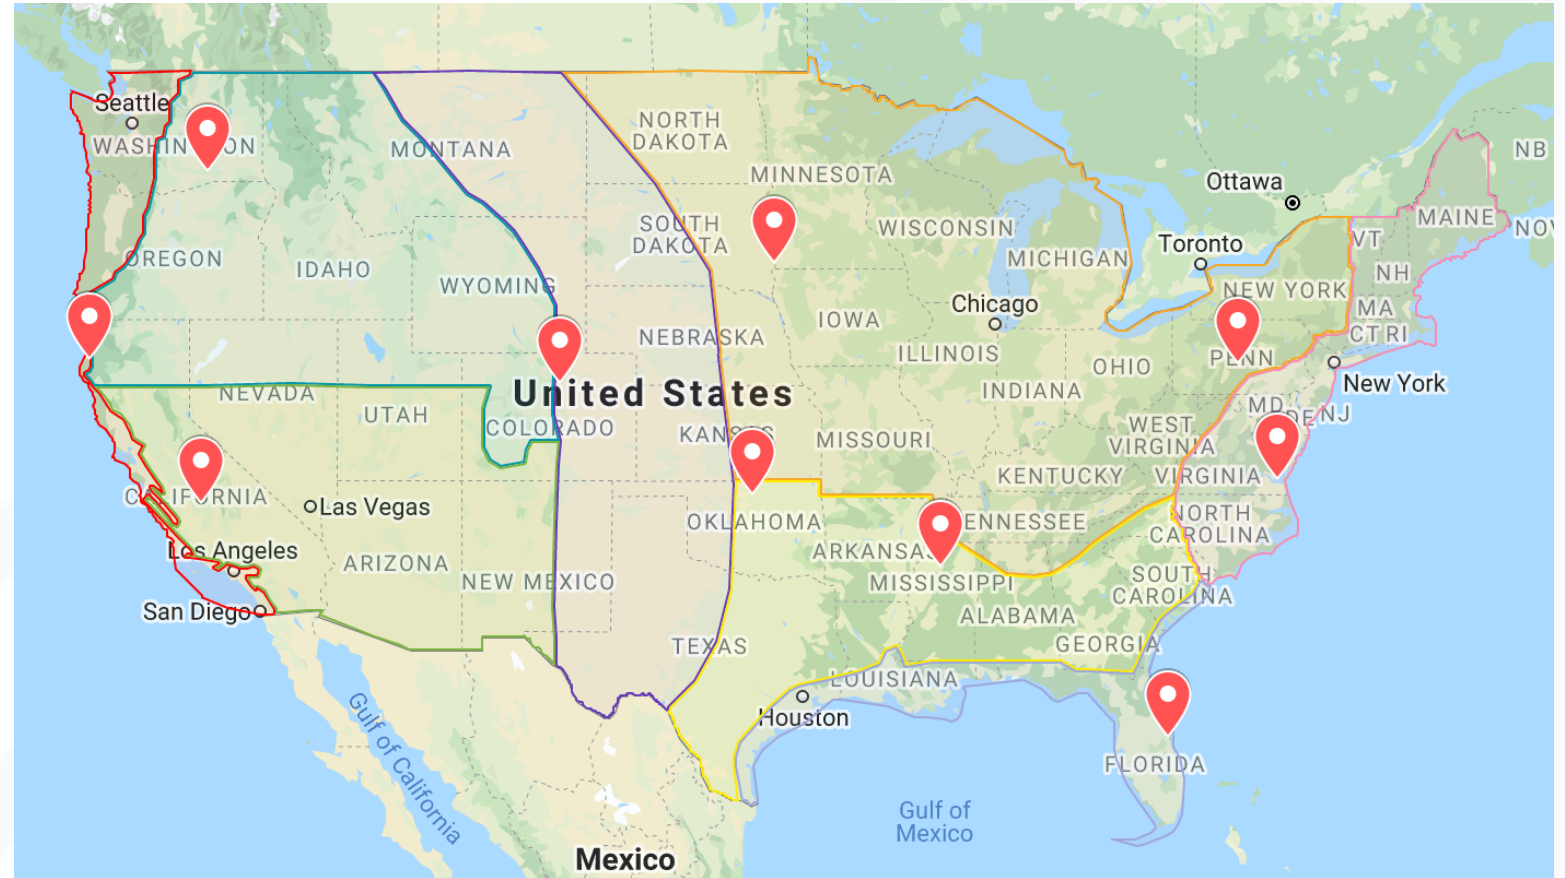 Seattle
WASHINGTON
MONTANA
NORTH
DAKOTA
MINNESOTA
Ottawa
NB
MAINE
NOV
OREGON
IDAHO
WYOMING
SOUTH
DAKOTA
WISCONSIN
MICHIGAN
Toronto
VT
NH
NEW YORK
MA
CT RI
Chicago
IOWA
NEBRASKA
ILLINOIS
INDIANA
OHIO
PENN
New York
United States
NEVADA
UTAH
COLORADO
KANSAS
MISSOURI
WEST
VIRGINIA
MD
DE NJ
KENTUCKY
VIRGINIA
CALIFORNIA
Las Vegas
OKLAHOMA
TENNESSEE
NORTH
CAROLINA
Los Angeles
ARIZONA
NEW MEXICO
ARKANSAS
MISSISSIPPI
SOUTH
CAROLINA
San Diego
ALABAMA
GEORGIA
TEXAS
LOUISIANA
Houston
FLORIDA
Gulf of California
Gulf of
Mexico
Mexico